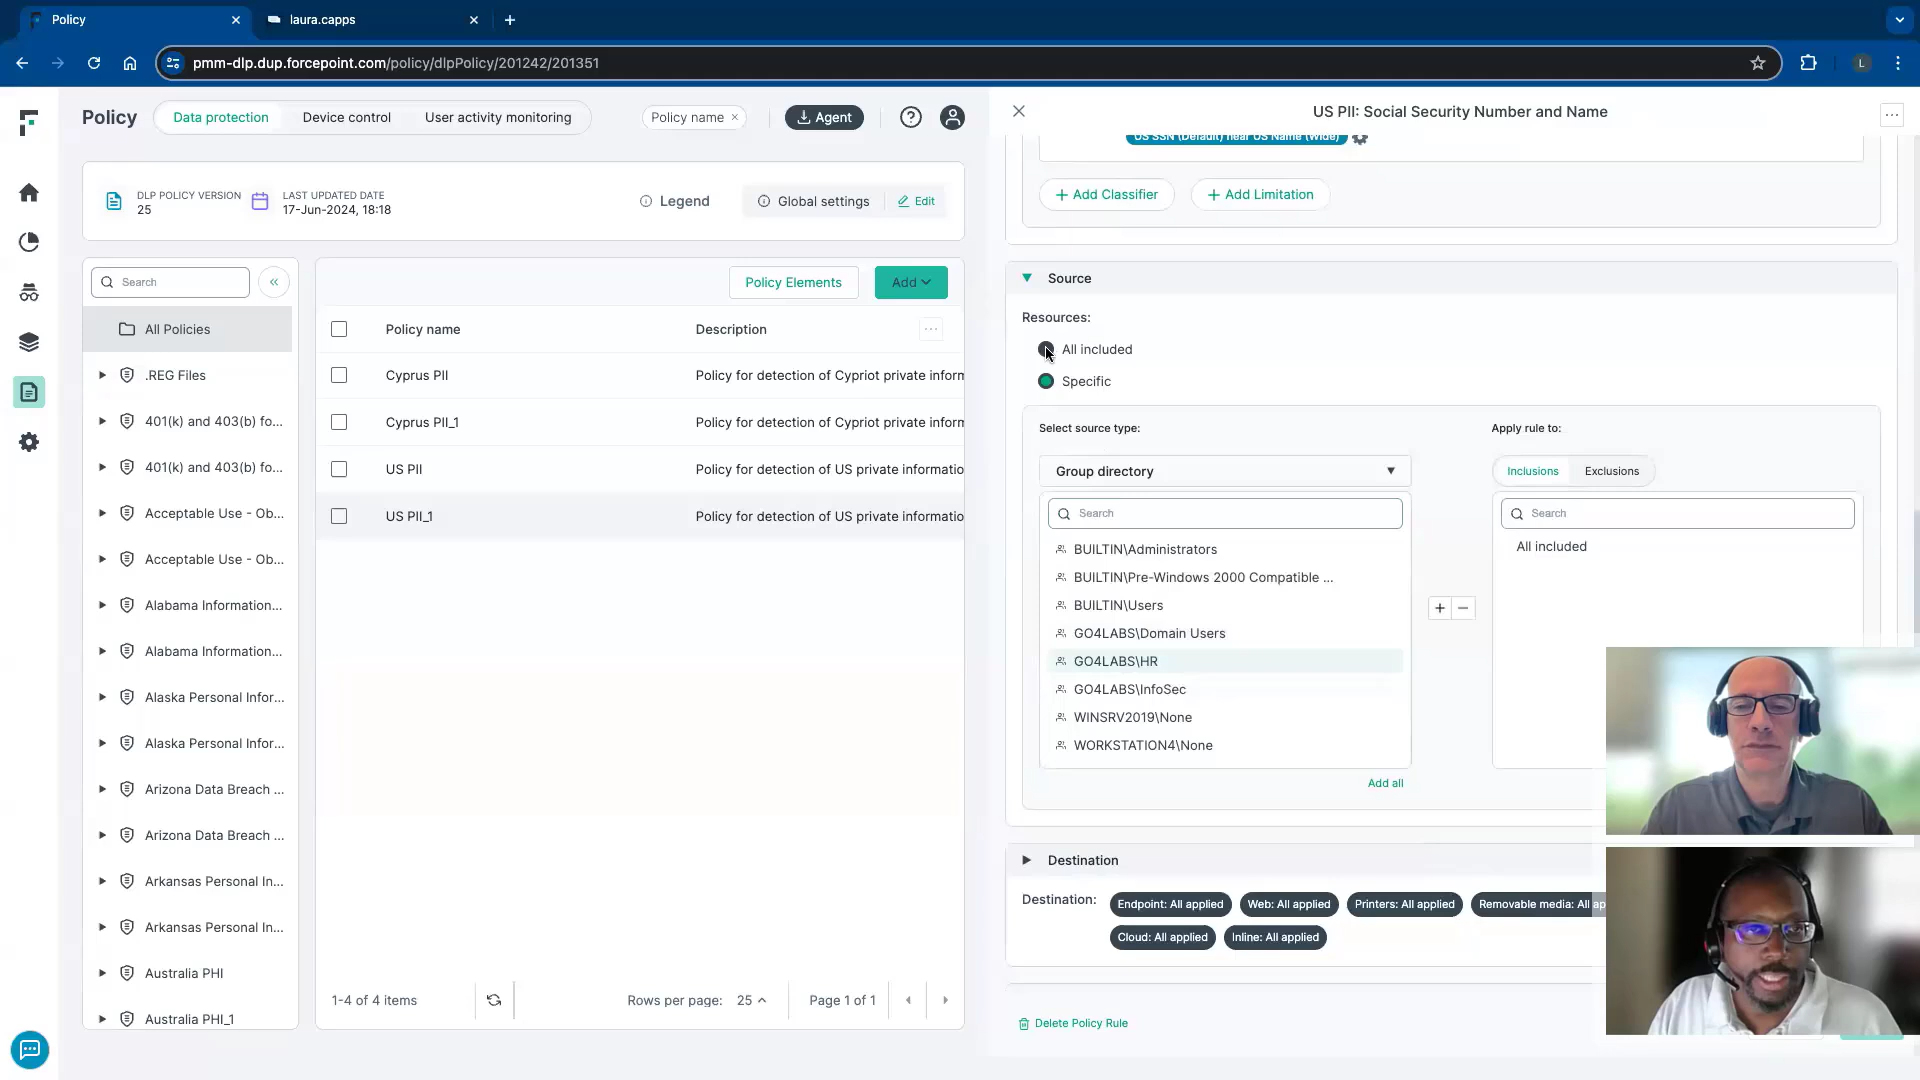 Policy
laura.capps
pmm-dlp.dup.forcepoint.com/policy/dlpPolicy/201242/201351
L
Policy
Data protection
Device control
User activity monitoring
Policy name ×
Agent
DLP POLICY VERSION
25
LAST UPDATED DATE
17-Jun-2024, 18:18
Legend
Global settings
Edit
Search
All Policies
.REG Files
401(k) and 403(b) fo...
401(k) and 403(b) fo...
Acceptable Use - Ob...
Acceptable Use - Ob...
Alabama Information...
Alabama Information...
Alaska Personal Infor...
Alaska Personal Infor...
Arizona Data Breach ...
Arizona Data Breach ...
Arkansas Personal In...
Arkansas Personal In...
Australia PHI
Australia PHI_1
Policy Elements
Add
Policy name
Description
Cyprus PII
Policy for detection of Cypriot private inform
Cyprus PII_1
Policy for detection of Cypriot private inform
US PII
Policy for detection of US private informatio
US PII_1
Policy for detection of US private informatio
1-4 of 4 items
Rows per page: 25
Page 1 of 1
US PII: Social Security Number and Name
US SSN (Default) near US Name (Wide)
+ Add Classifier
+ Add Limitation
Source
Resources:
All included
Specific
Select source type:
Group directory
Search
BUILTIN\Administrators
BUILTIN\Pre-Windows 2000 Compatible ...
BUILTIN\Users
GO4LABS\Domain Users
GO4LABS\HR
GO4LABS\InfoSec
WINSRV2019\None
WORKSTATION4\None
Add all
Apply rule to:
Inclusions
Exclusions
Search
All included
Destination
Destination:
Endpoint: All applied
Web: All applied
Printers: All applied
Removable media: All ap
Cloud: All applied
Inline: All applied
Delete Policy Rule